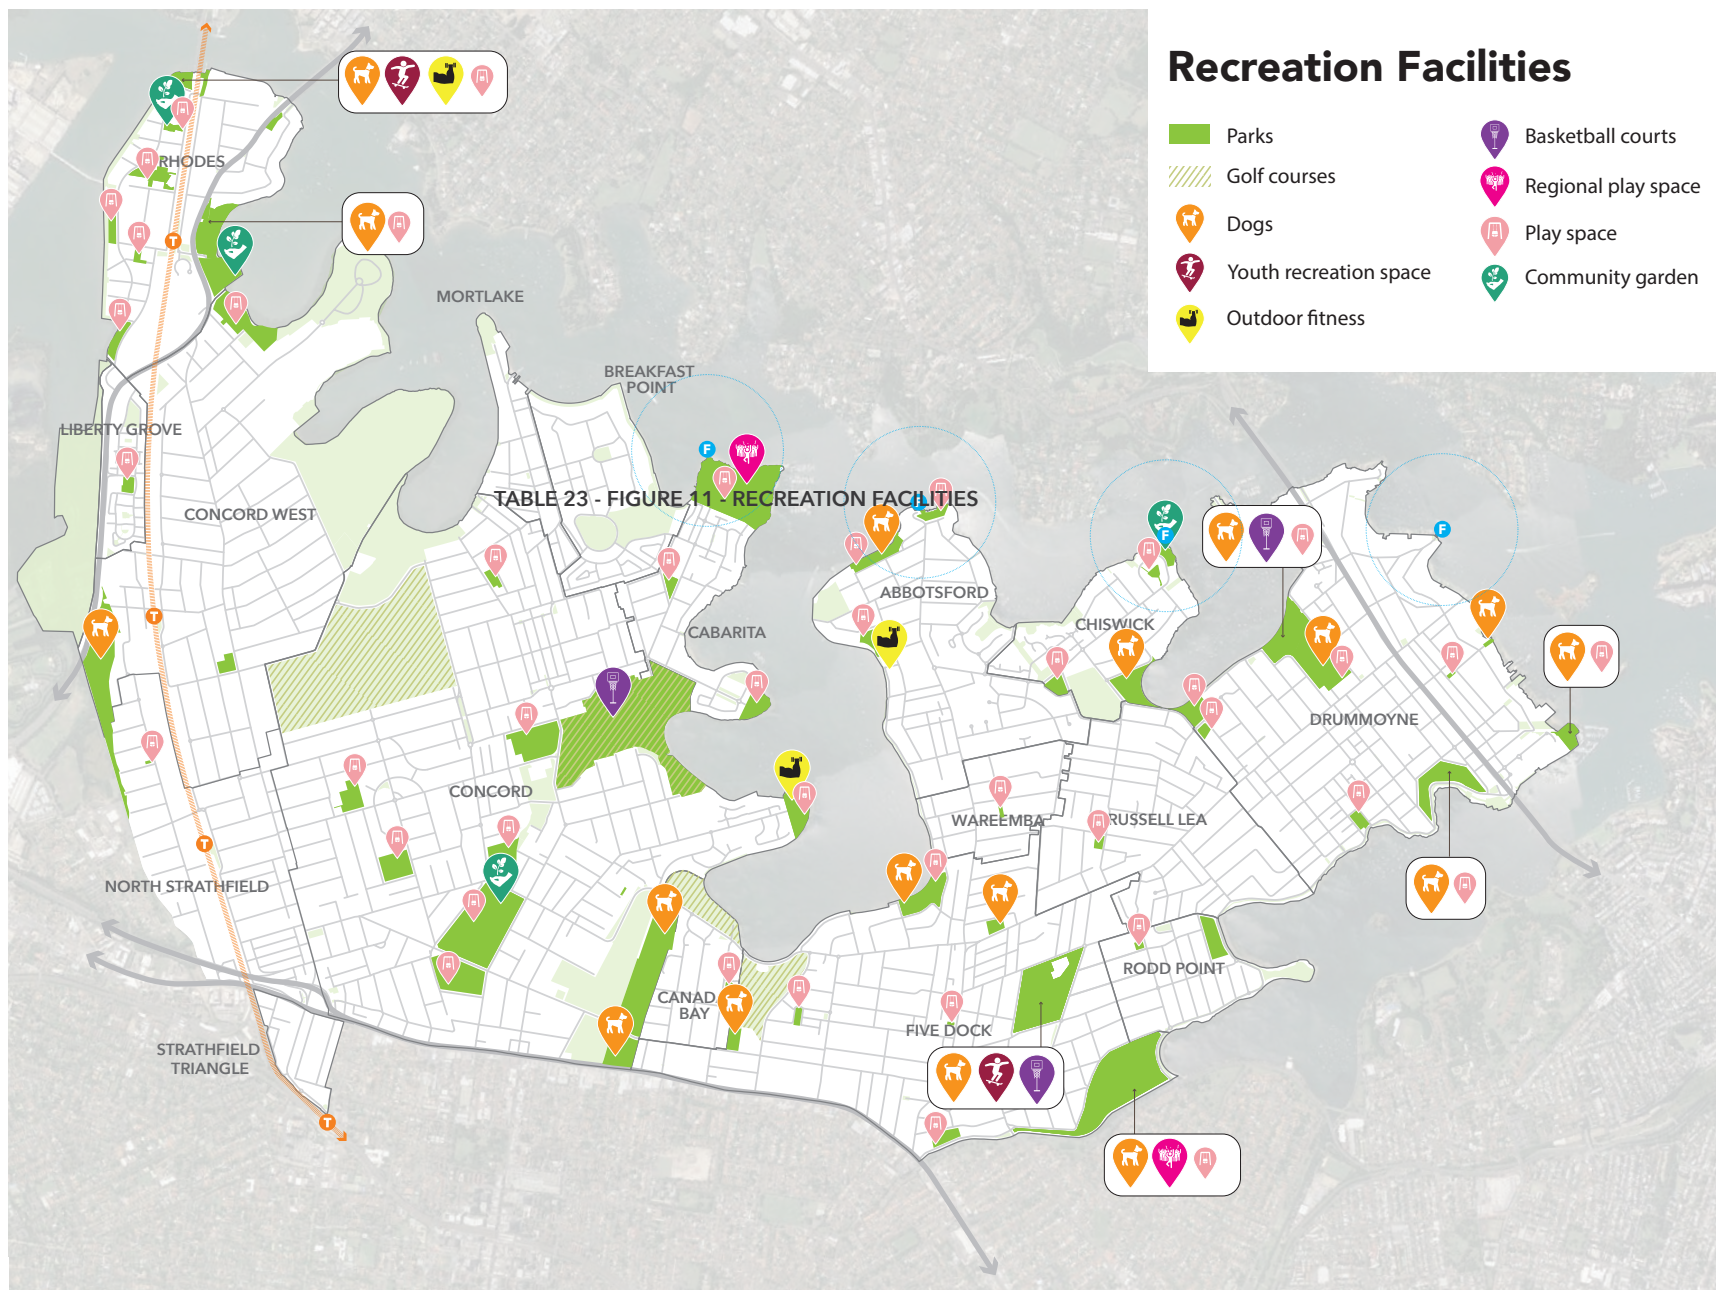 Recreation Facilities
Parks
Golf courses
Dogs
Youth recreation space
Outdoor fitness
Basketball courts
Regional play space
Play space
Community garden
RHODES
T
MORTLAKE
BREAKFAST
POINT
LIBERTY GROVE
F
TABLE 23 - FIGURE 11 - RECREATION FACILITIES
F
CONCORD WEST
F
F
ABBOTSFORD
T
CHISWICK
CABARITA
DRUMMOYNE
CONCORD
WAREEMBA
RUSSELL LEA
T
NORTH STRATHFIELD
RODD POINT
CANAD
BAY
FIVE DOCK
STRATHFIELD
TRIANGLE
T